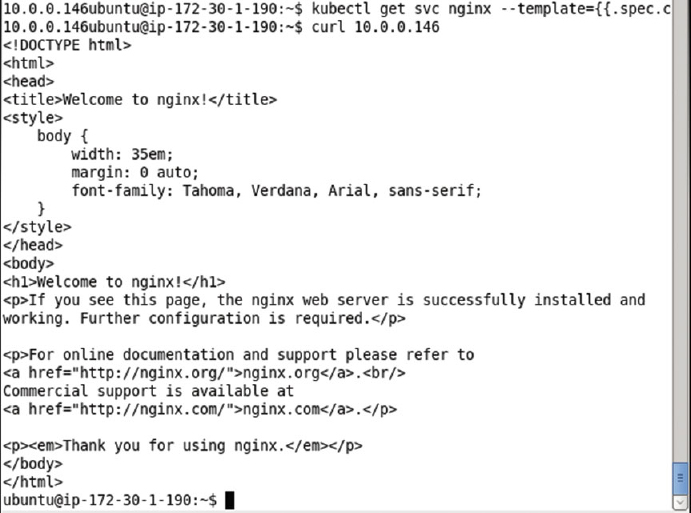 10.0.0.146ubuntu@ip-172-30-1-190:~$ kubectl get svc nginx --template={{.spec.c
10.0.0.146ubuntu@ip-172-30-1-190:~$ curl 10.0.0.146
<!DOCTYPE html>
<html>
<head>
<title>Welcome to nginx!</title>
<style>
    body {
        width: 35em;
        margin: 0 auto;
        font-family: Tahoma, Verdana, Arial, sans-serif;
    }
</style>
</head>
<body>
<h1>Welcome to nginx!</h1>
<p>If you see this page, the nginx web server is successfully installed and
working. Further configuration is required.</p>

<p>For online documentation and support please refer to
<a href="http://nginx.org/">nginx.org</a>.<br/>
Commercial support is available at
<a href="http://nginx.com/">nginx.com</a>.</p>

<p><em>Thank you for using nginx.</em></p>
</body>
</html>
ubuntu@ip-172-30-1-190:~$